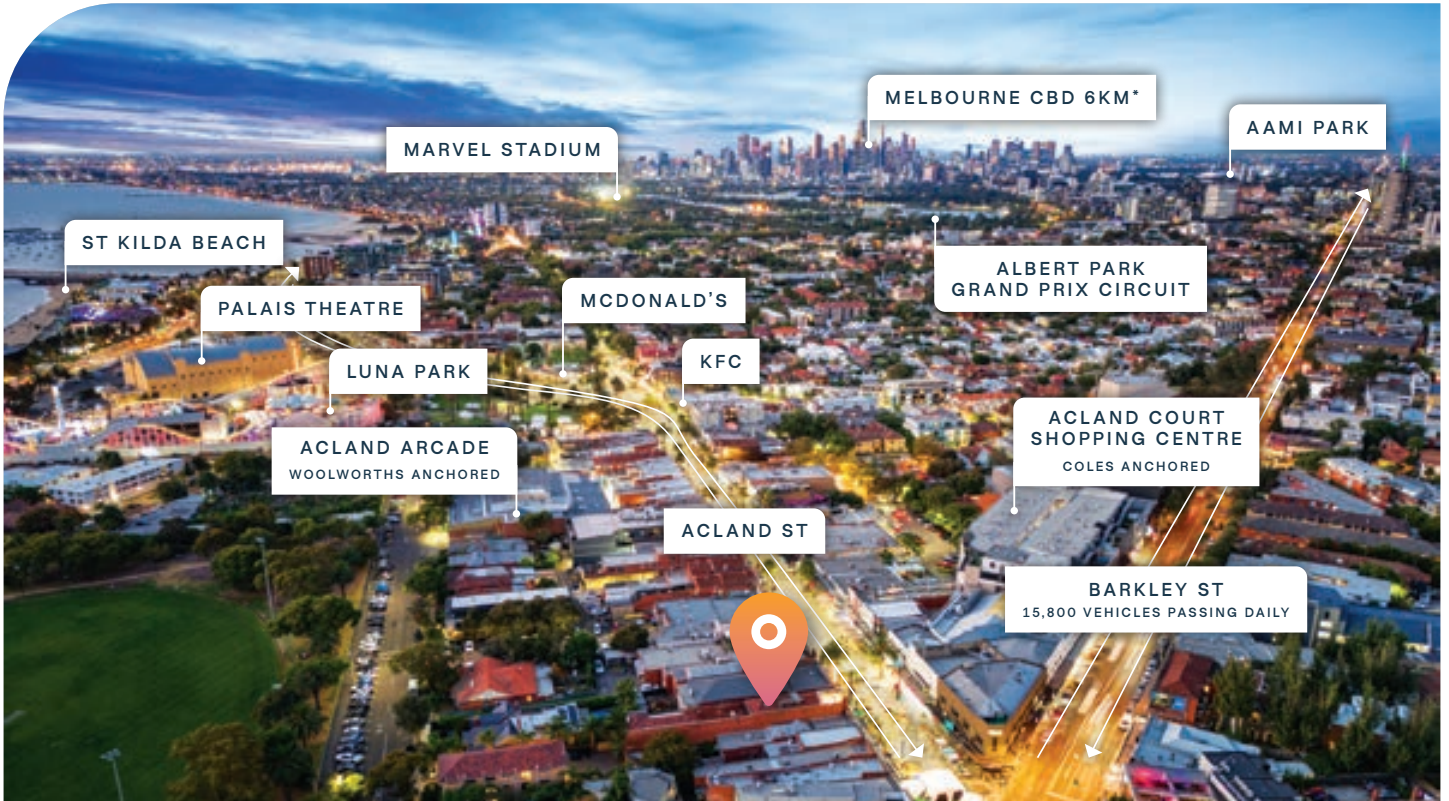 MELBOURNE CBD 6KM*
AAMI PARK
MARVEL STADIUM
ST KILDA BEACH
ALBERT PARK
GRAND PRIX CIRCUIT
PALAIS THEATRE
MCDONALD'S
KFC
LUNA PARK
ACLAND COURT
SHOPPING CENTRE
COLES ANCHORED
ACLAND ARCADE
WOOLWORTHS ANCHORED
ACLAND ST
BARKLEY ST
15,800 VEHICLES PASSING DAILY